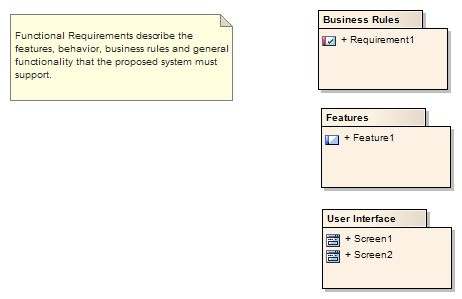 Functional Requirements describe the
features, behavior, business rules and general
functionality that the proposed system must
support.
Business Rules
+ Requirement1
Features
+ Feature1
User Interface
+ Screen1
+ Screen2